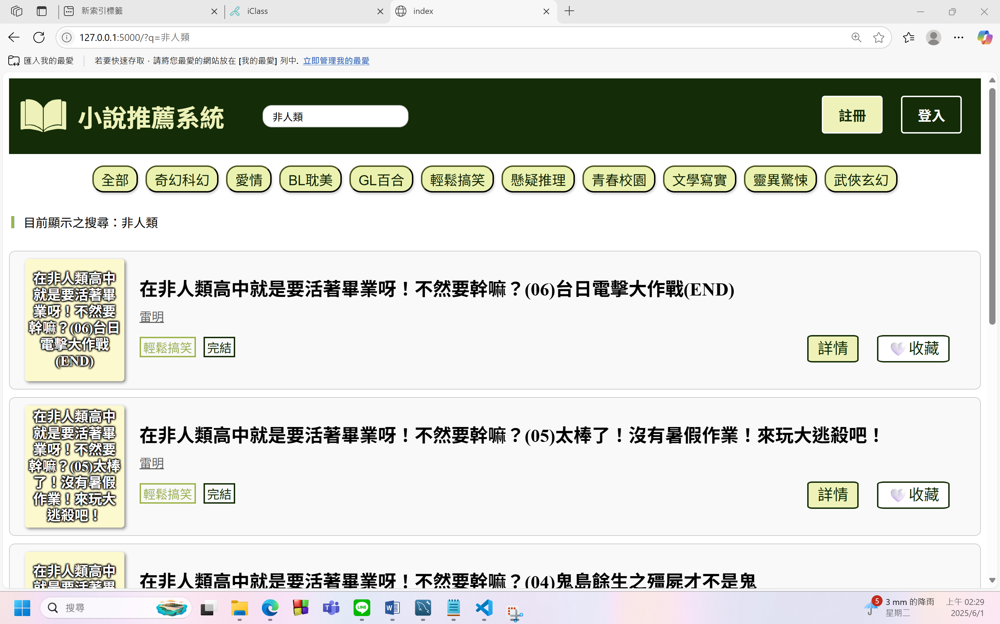 新索引標籤
iClass
index
127.0.0.1:5000/?q=非人類
匯入我的最愛
若要快速存取，請將您最愛的網站放在 [我的最愛] 列中. 立即管理我的最愛
小說推薦系統
非人類
註冊
登入
全部 奇幻科幻 愛情 BL耽美 GL百合 輕鬆搞笑 懸疑推理 青春校園 文學寫實 靈異驚悚 武俠玄幻
目前顯示之搜尋：非人類
在非人類高中
就是要活著畢
業呀！不然要
幹嘛？(06)台日
電擊大作戰
(END)
在非人類高中就是要活著畢業呀！不然要幹嘛？(06)台日電擊大作戰(END)
雷明
輕鬆搞笑 完結
詳情 收藏
在非人類高中
就是要活著畢
業呀！不然要
幹嘛？(05)太棒
了！沒有暑假
作業！來玩大
逃殺吧！
在非人類高中就是要活著畢業呀！不然要幹嘛？(05)太棒了！沒有暑假作業！來玩大逃殺吧！
雷明
輕鬆搞笑 完結
詳情 收藏
在非人類高中
就是要活著畢
在非人類高中就是要活著畢業呀！不然要幹嘛？(04)鬼島餘生之殭屍才不是鬼
搜尋
T
LINE
W
5
3 mm 的降雨
星期二
上午 02:29
2025/6/1